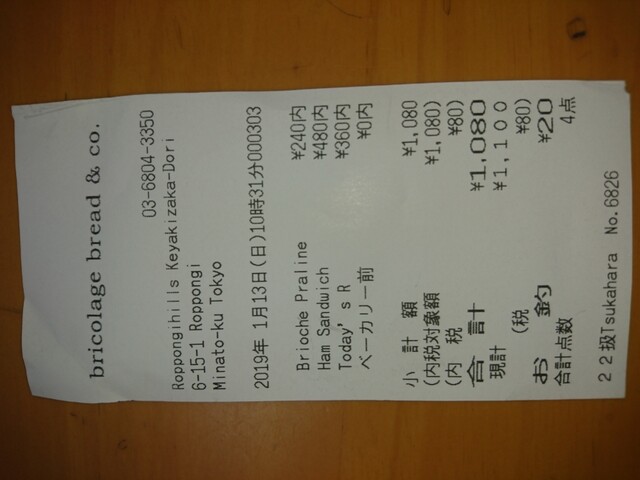 bricolage bread & co.
03-6804-3350
Roppongihills Keyakizaka-Dori
6-15-1 Roppongi
Minato-ku Tokyo
2019年 1月13日(日)10時31分000303
Brioche Praline ¥240内
Ham Sandwich ¥480内
Today's R ¥360内
ベーカリー前 ¥0内
小 計 額 ¥1,080
(内税対象額 ¥1,080)
(内 税 ¥80)
合 計 ¥1,080
現計 ¥1,100
(税 ¥80)
お 釣 ¥20
合計点数 4点
22扱Tsukahara No.6826